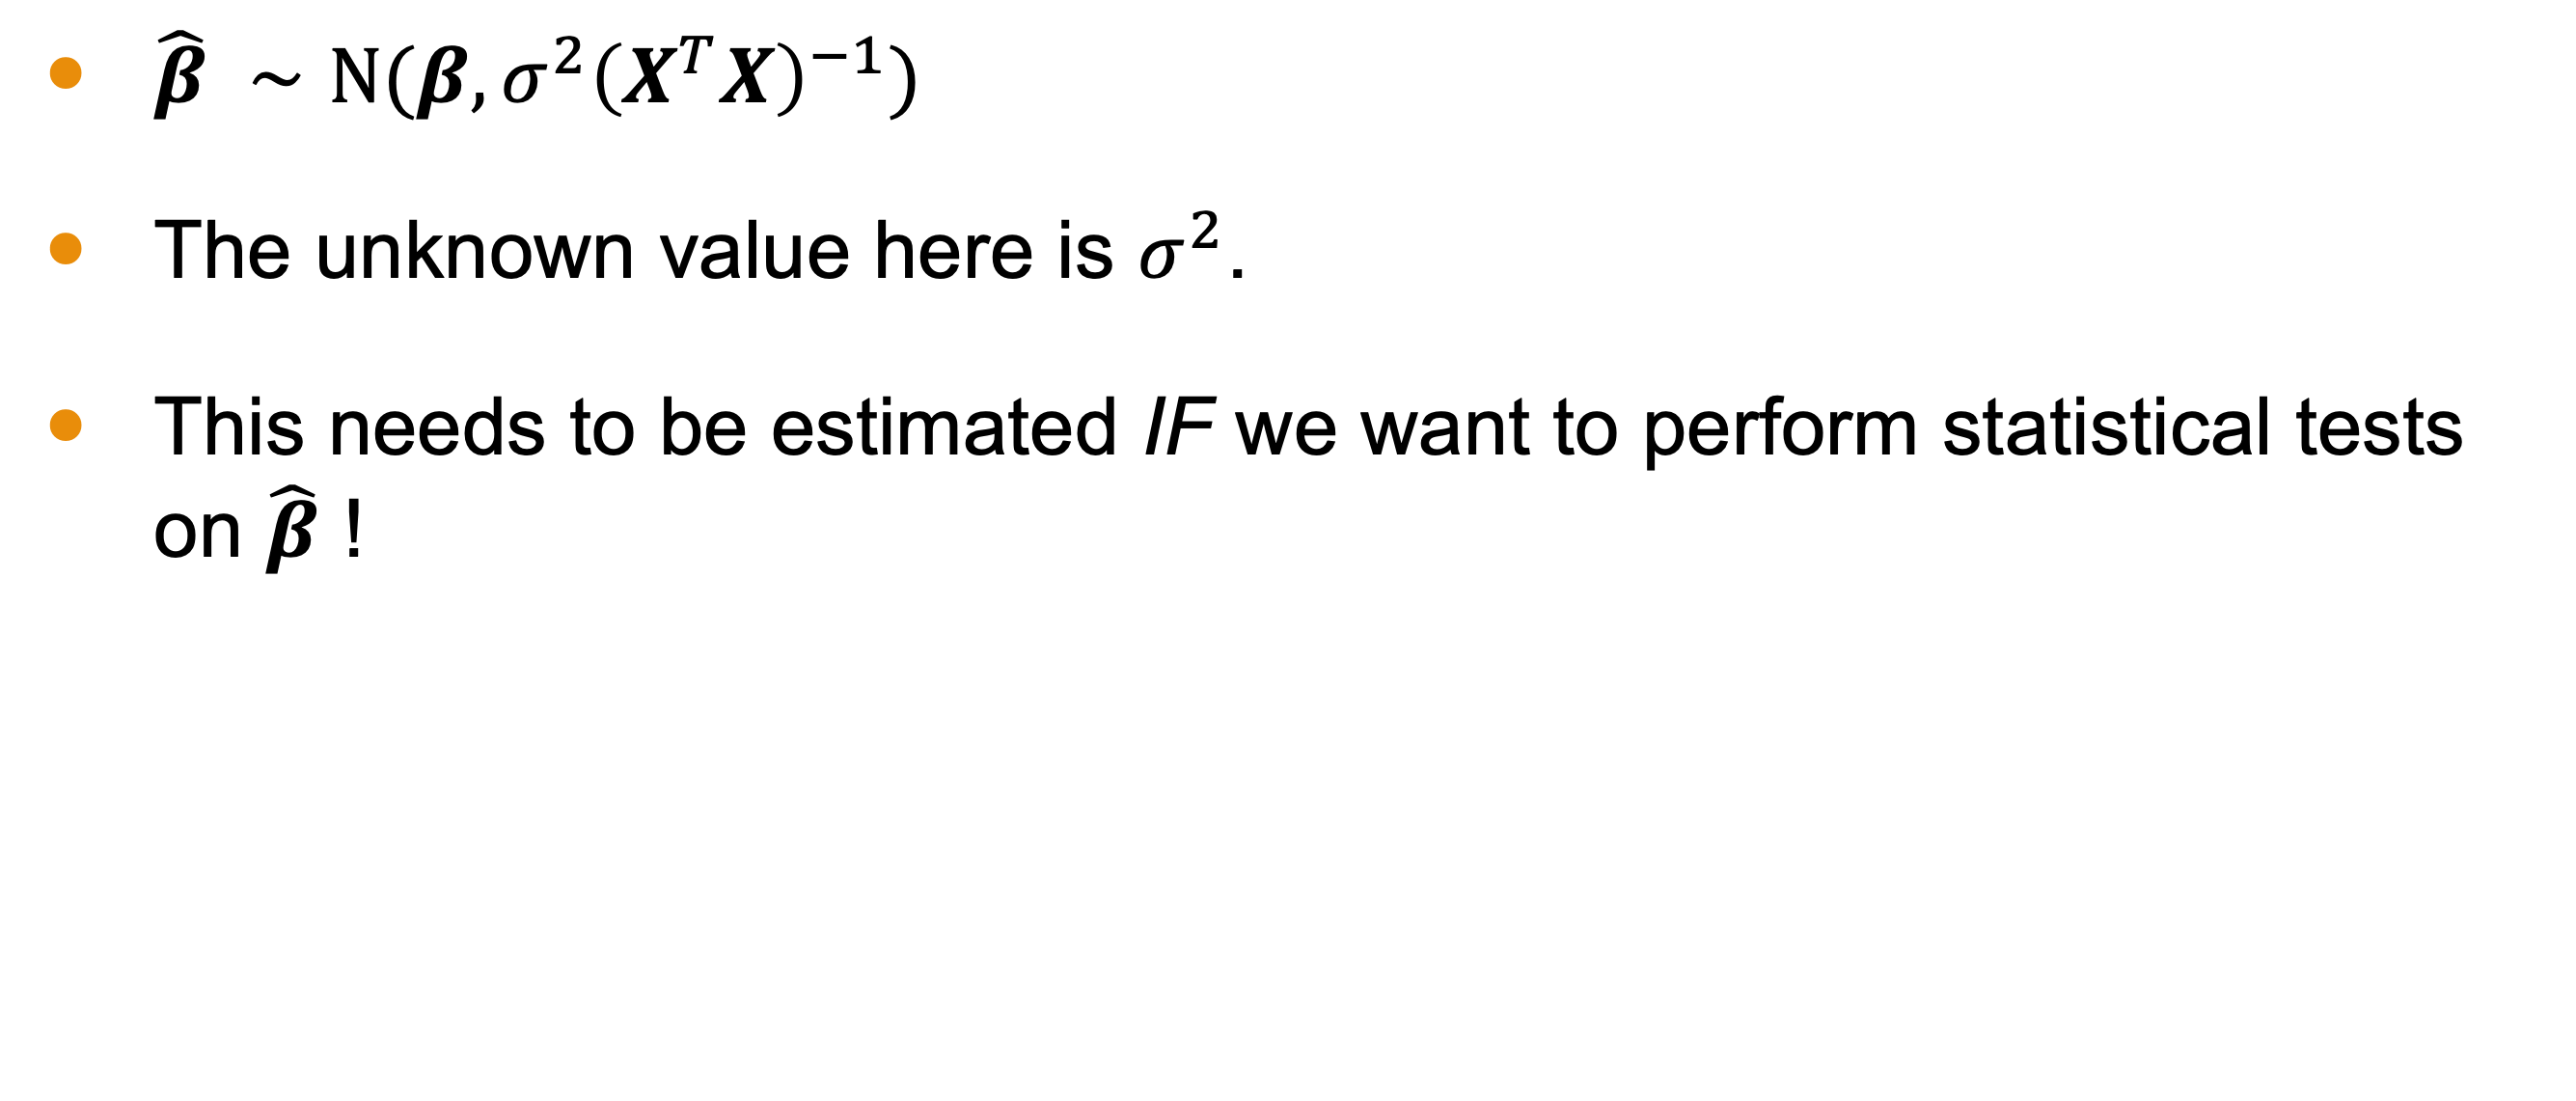 • β̂ ~ N(β, σ²(XᵀX)⁻¹)
• The unknown value here is σ².
• This needs to be estimated IF we want to perform statistical tests
on β̂ !